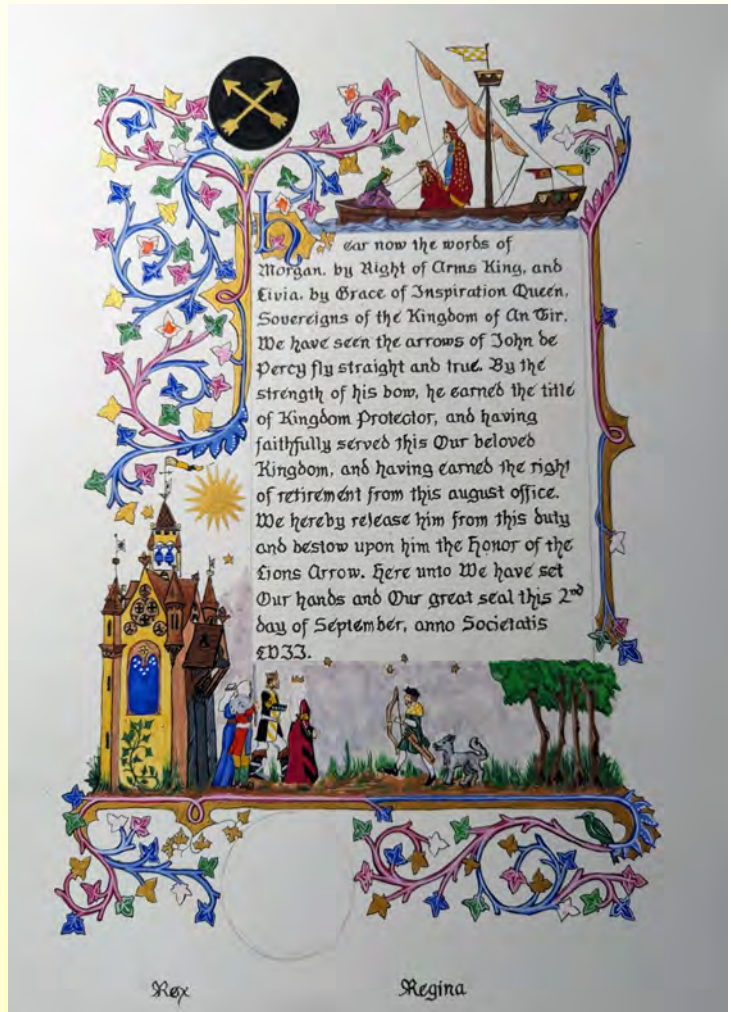 Hear now the words of
Morgan, by Right of Arms King, and
Livia, by Grace of Inspiration Queen,
Sovereigns of the Kingdom of An Tir.
We have seen the arrows of John de
Percy fly straight and true. By the
strength of his bow, he earned the title
of Kingdom Protector, and having
faithfully served this Our beloved
Kingdom, and having earned the right
of retirement from this august office.
We hereby release him from this duty
and bestow upon him the Honor of the
Lions Arrow. Here unto We have set
Our hands and Our great seal this 2nd
day of September, anno Societatis
LVII.
Rex
Regina